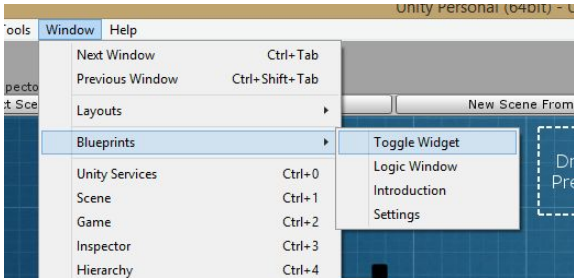 Unity Personal (64bit) - U
Tools Window Help
Next Window Ctrl+Tab
Previous Window Ctrl+Shift+Tab
Layouts
New Scene From
Blueprints
Toggle Widget
Logic Window
Introduction
Settings
Unity Services Ctrl+0
Scene Ctrl+1
Game Ctrl+2
Inspector Ctrl+3
Hierarchy Ctrl+4